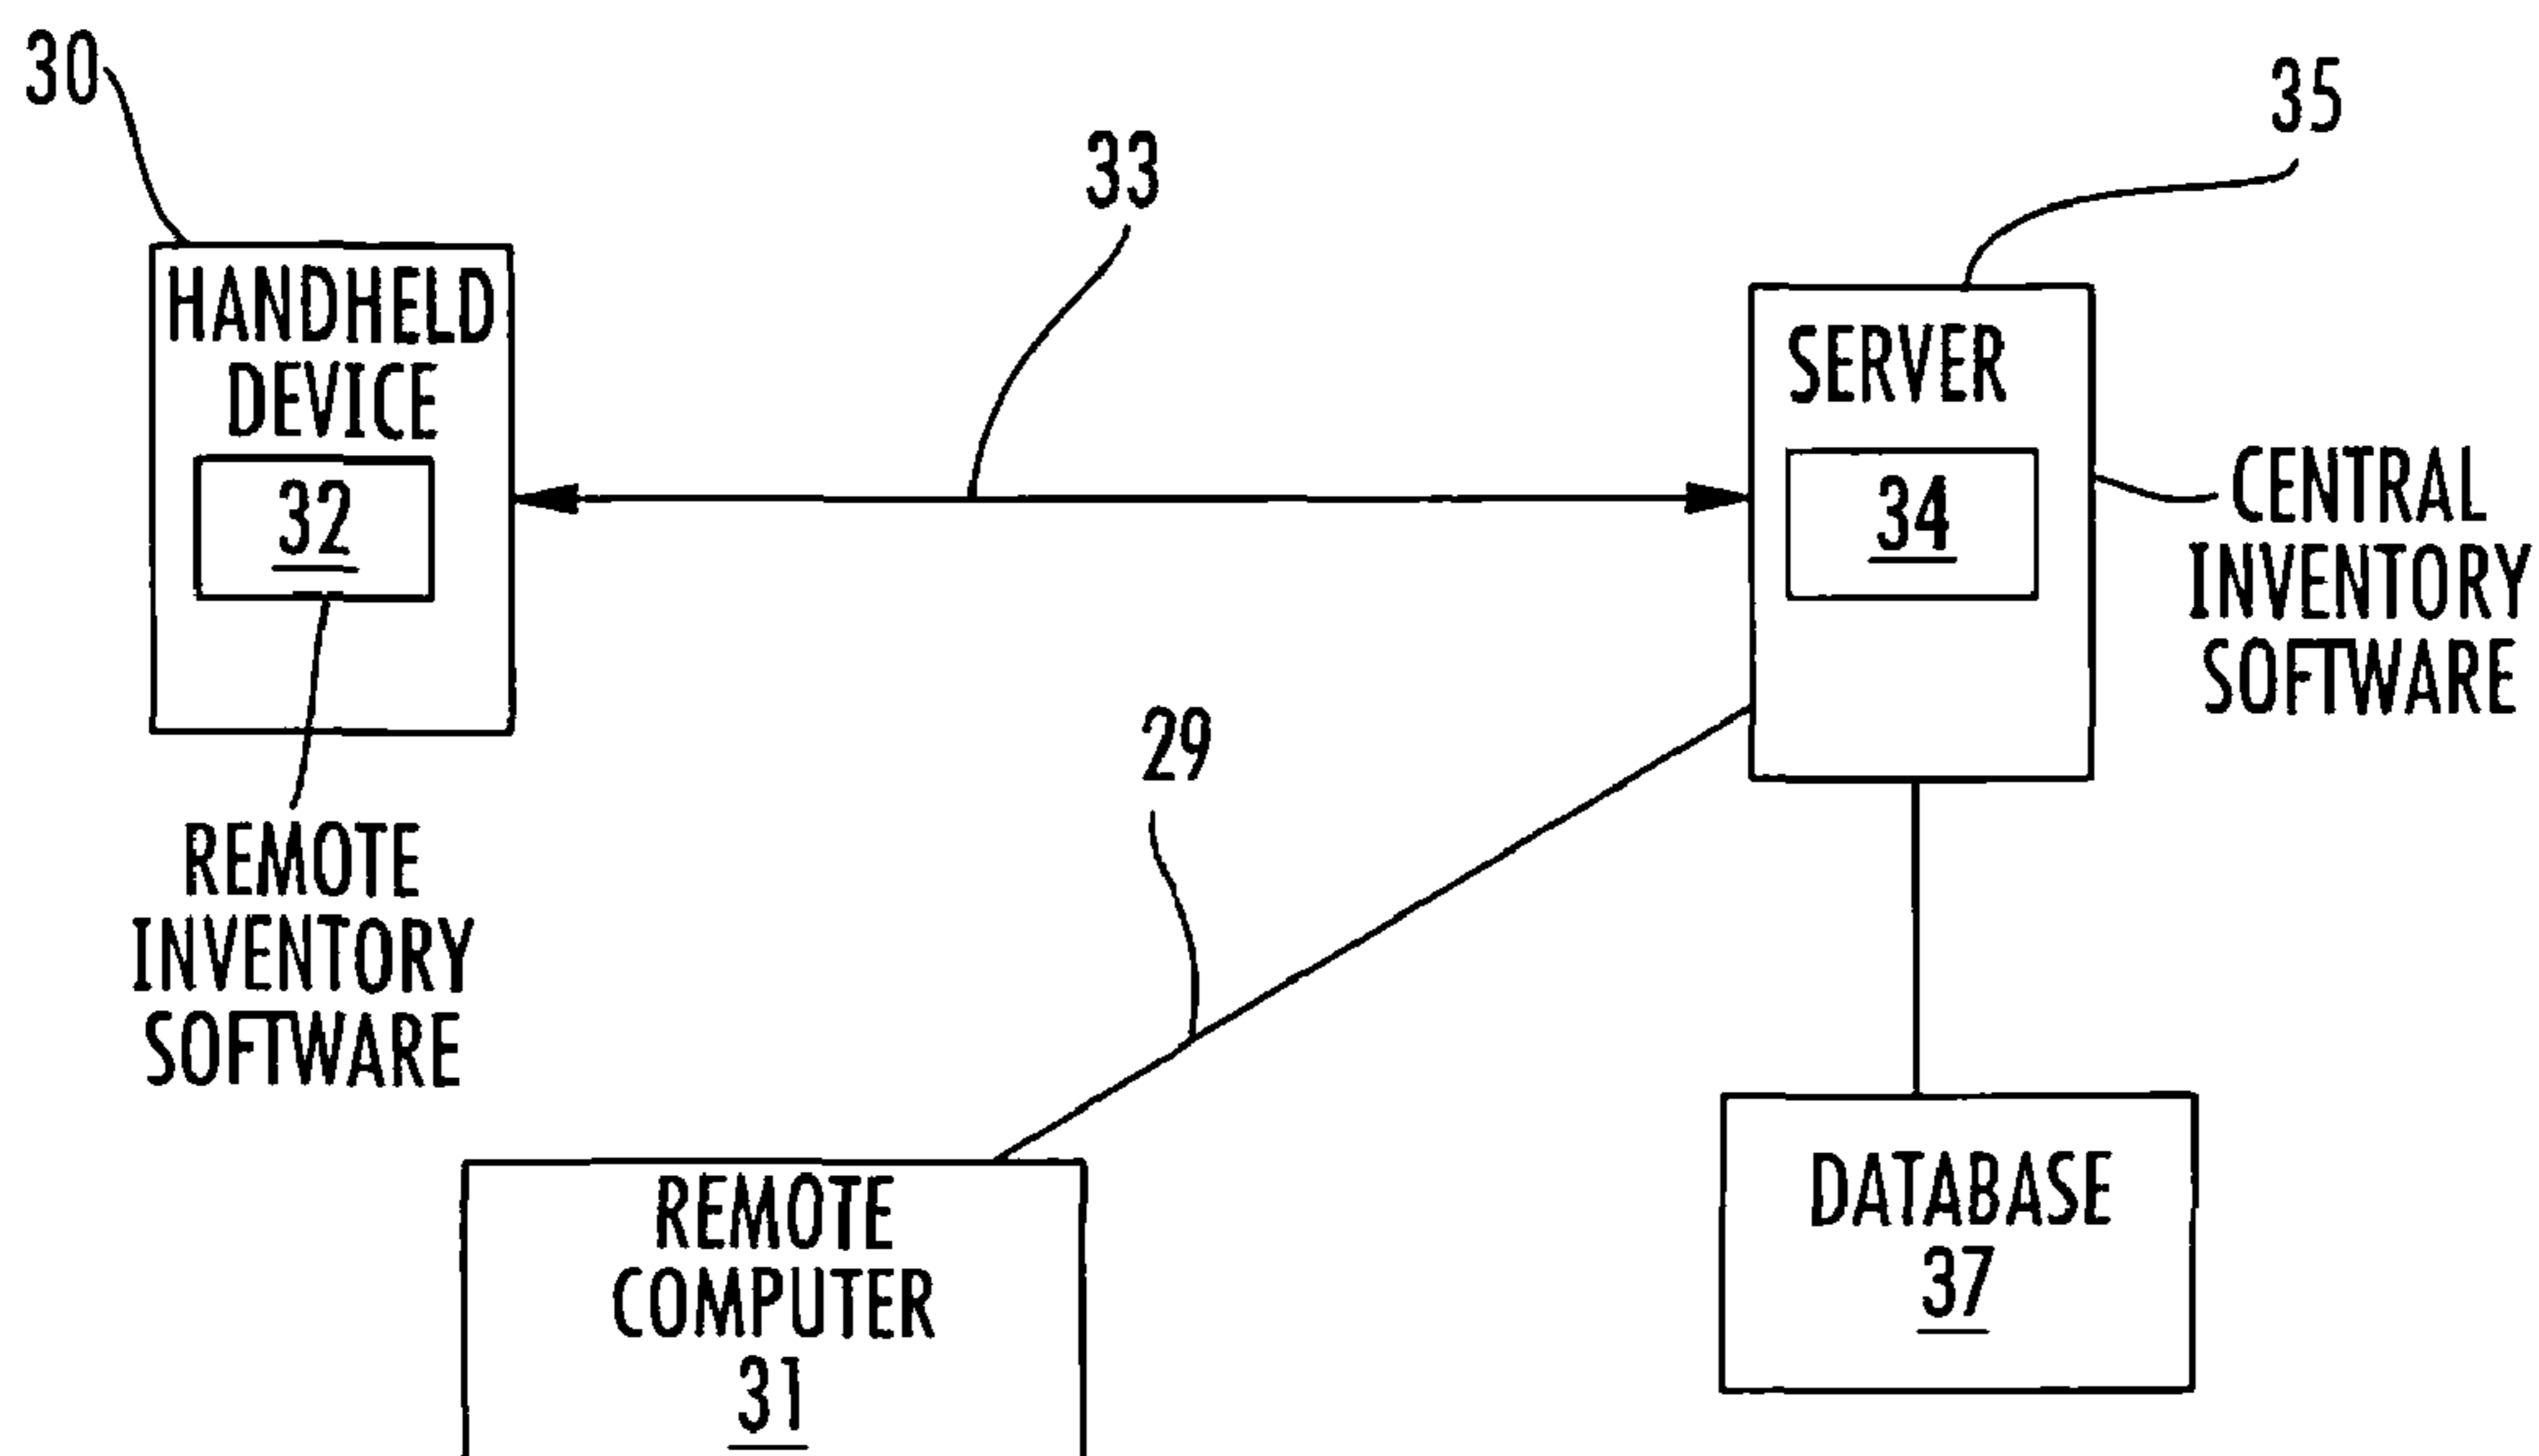 30
35
33
HANDHELD
DEVICE
32
SERVER
34
CENTRAL
INVENTORY
SOFTWARE
29
REMOTE
INVENTORY
SOFTWARE
REMOTE
COMPUTER
31
DATABASE
37